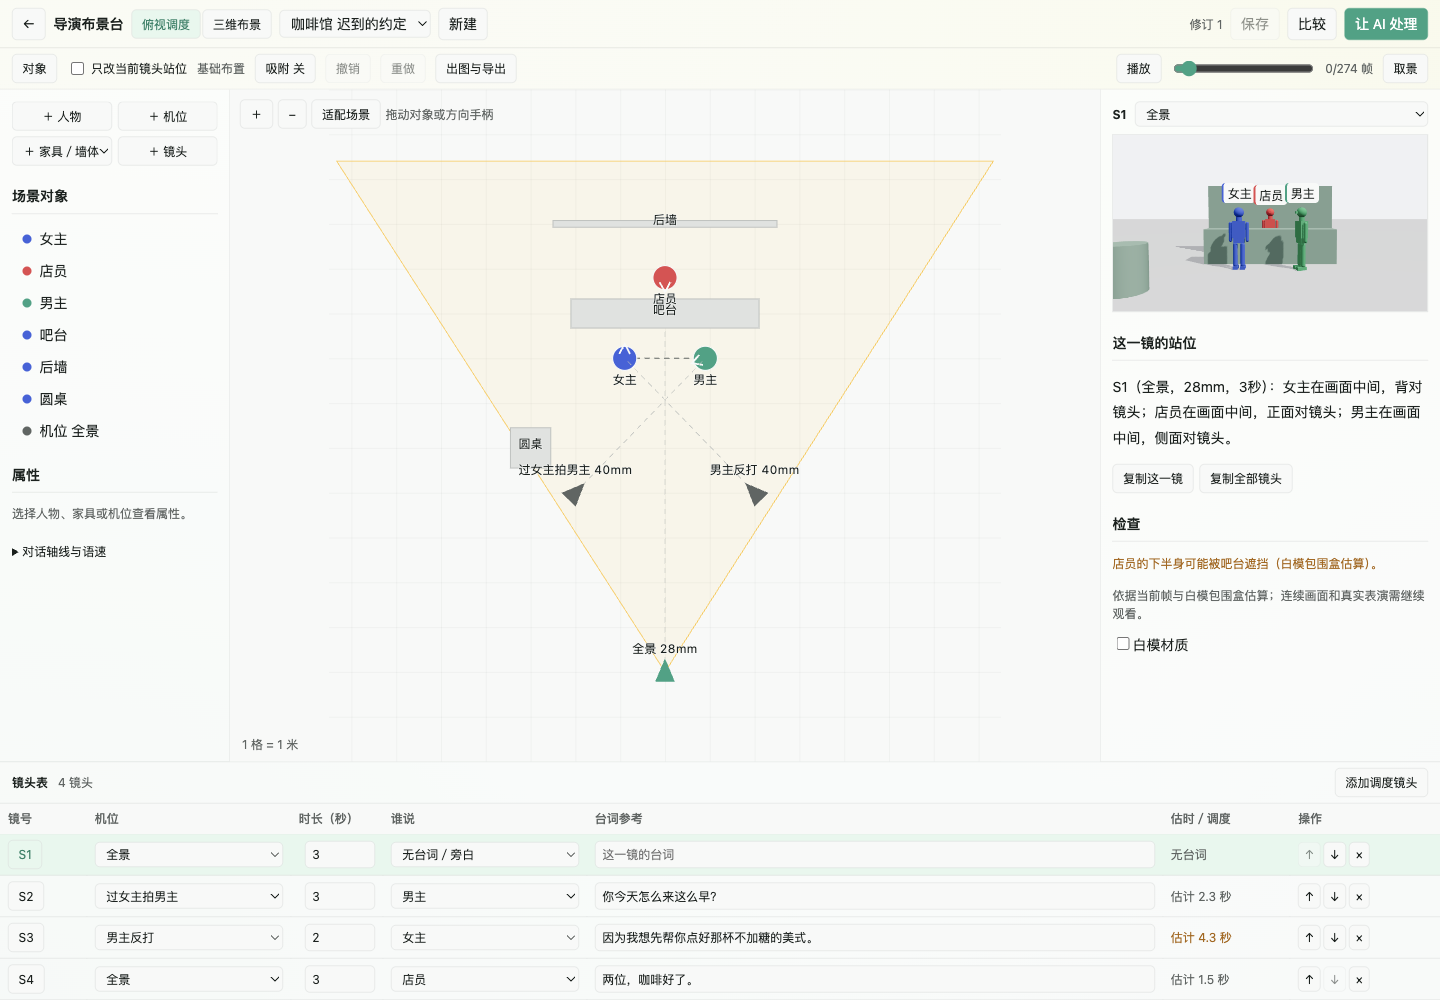 ← 导演布景台 俯视调度 三维布景 咖啡馆 迟到的约定 新建 修订 1 保存 比较 让 AI 处理
对象 只改当前镜头站位 基础布置 吸附 关 撤销 重做 出图与导出 播放 0/274 帧 取景
+ 人物 + 机位
+ 家具 / 墙体 + 镜头
场景对象
女主
店员
男主
吧台
后墙
圆桌
机位 全景
属性
选择人物、家具或机位查看属性。
▶ 对话轴线与语速
+ − 适配场景 拖动对象或方向手柄
后墙
店员
吧台
女主 男主
圆桌
过女主拍男主 40mm 男主反打 40mm
全景 28mm
1 格 = 1 米
S1 全景
女主 店员 男主
这一镜的站位
S1（全景，28mm，3秒）：女主在画面中间，背对
镜头；店员在画面中间，正面对镜头；男主在画面
中间，侧面对镜头。
复制这一镜 复制全部镜头
检查
店员的下半身可能被吧台遮挡（白模包围盒估算）。
依据当前帧与白模包围盒估算；连续画面和真实表演需继续
观看。
白模材质
镜头表 4 镜头 添加调度镜头
镜号 机位 时长（秒） 谁说 台词参考 估时 / 调度 操作
S1 全景 3 无台词 / 旁白 这一镜的台词 无台词 ↑ ↓ ×
S2 过女主拍男主 3 男主 你今天怎么来这么早？ 估计 2.3 秒 ↑ ↓ ×
S3 男主反打 2 女主 因为我想先帮你点好那杯不加糖的美式。 估计 4.3 秒 ↑ ↓ ×
S4 全景 3 店员 两位，咖啡好了。 估计 1.5 秒 ↑ ↓ ×